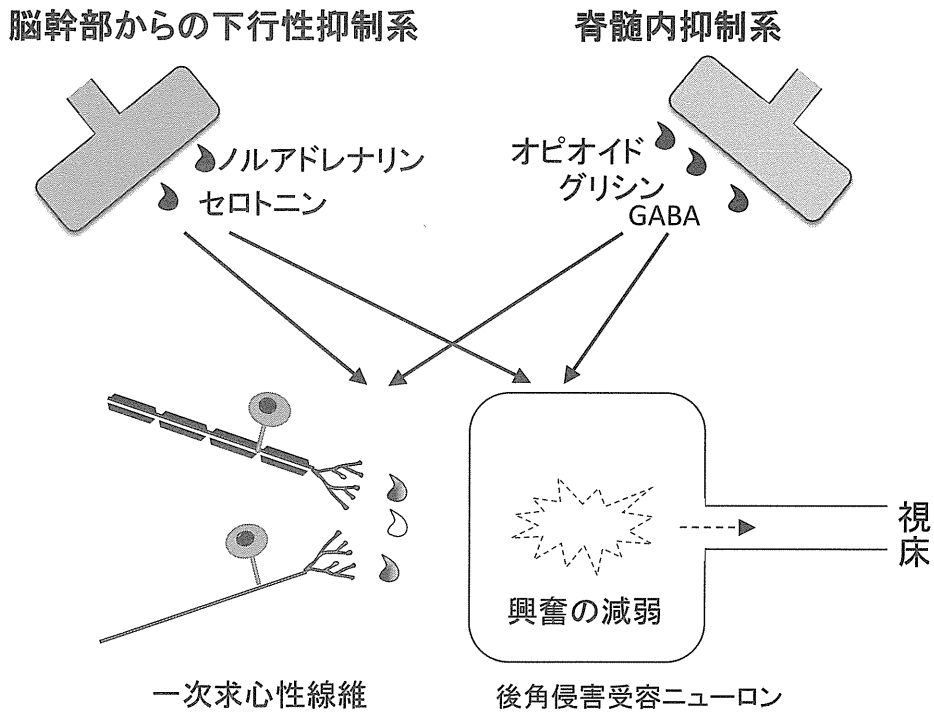 脳幹部からの下行性抑制系
脊髄内抑制系
ノルアドレナリン
セロトニン
オピオイド
グリシン
GABA
視床
興奮の減弱
一次求心性線維
後角侵害受容ニューロン